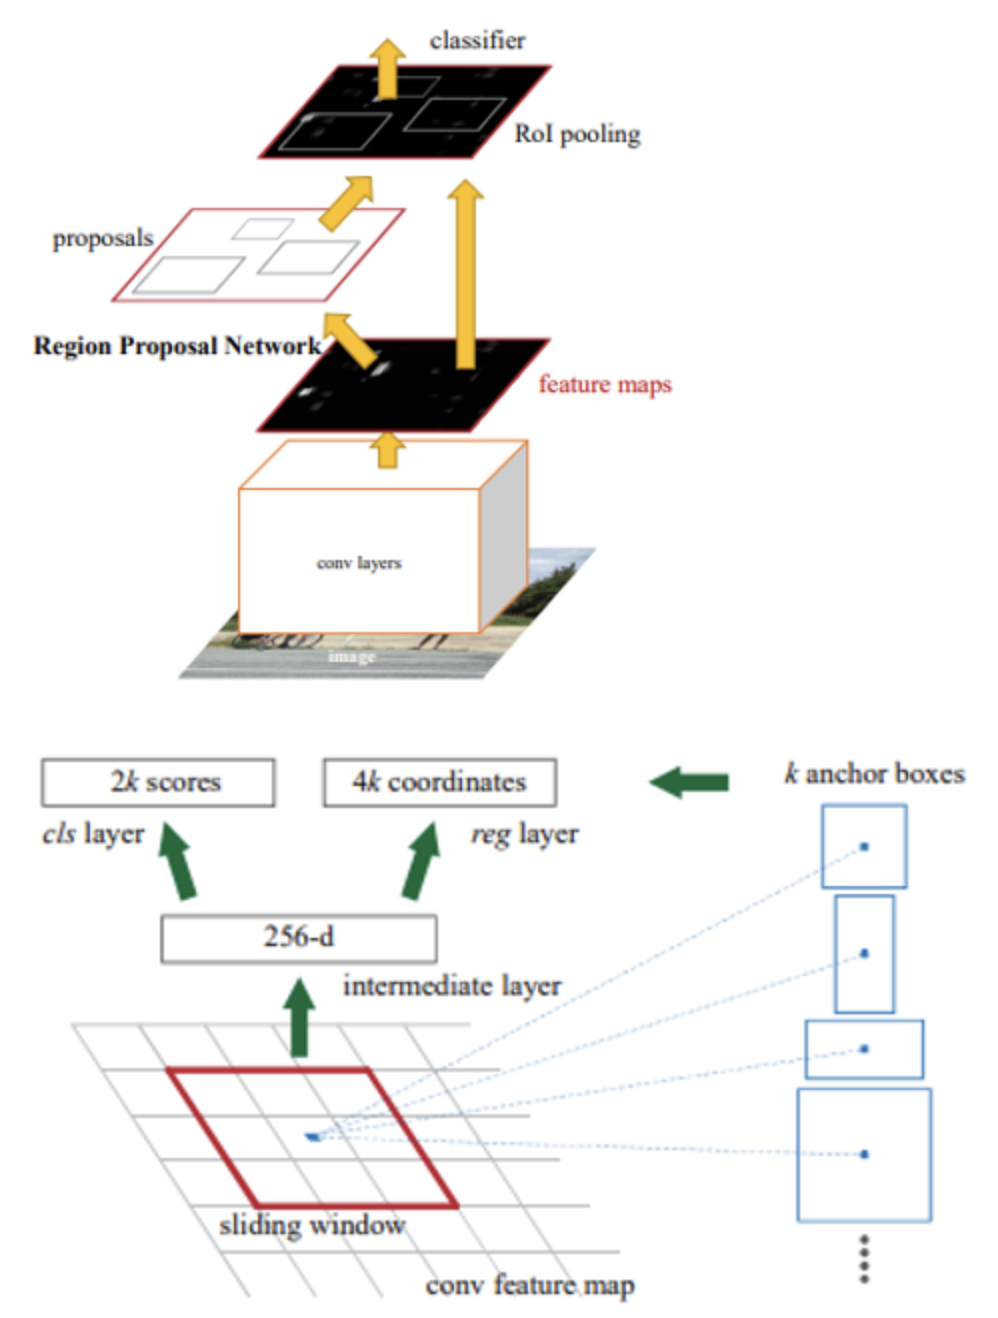 classifier
RoI pooling
proposals
Region Proposal Network
feature maps
conv layers
image
2k scores
4k coordinates
k anchor boxes
cls layer
reg layer
256-d
intermediate layer
sliding window
conv feature map